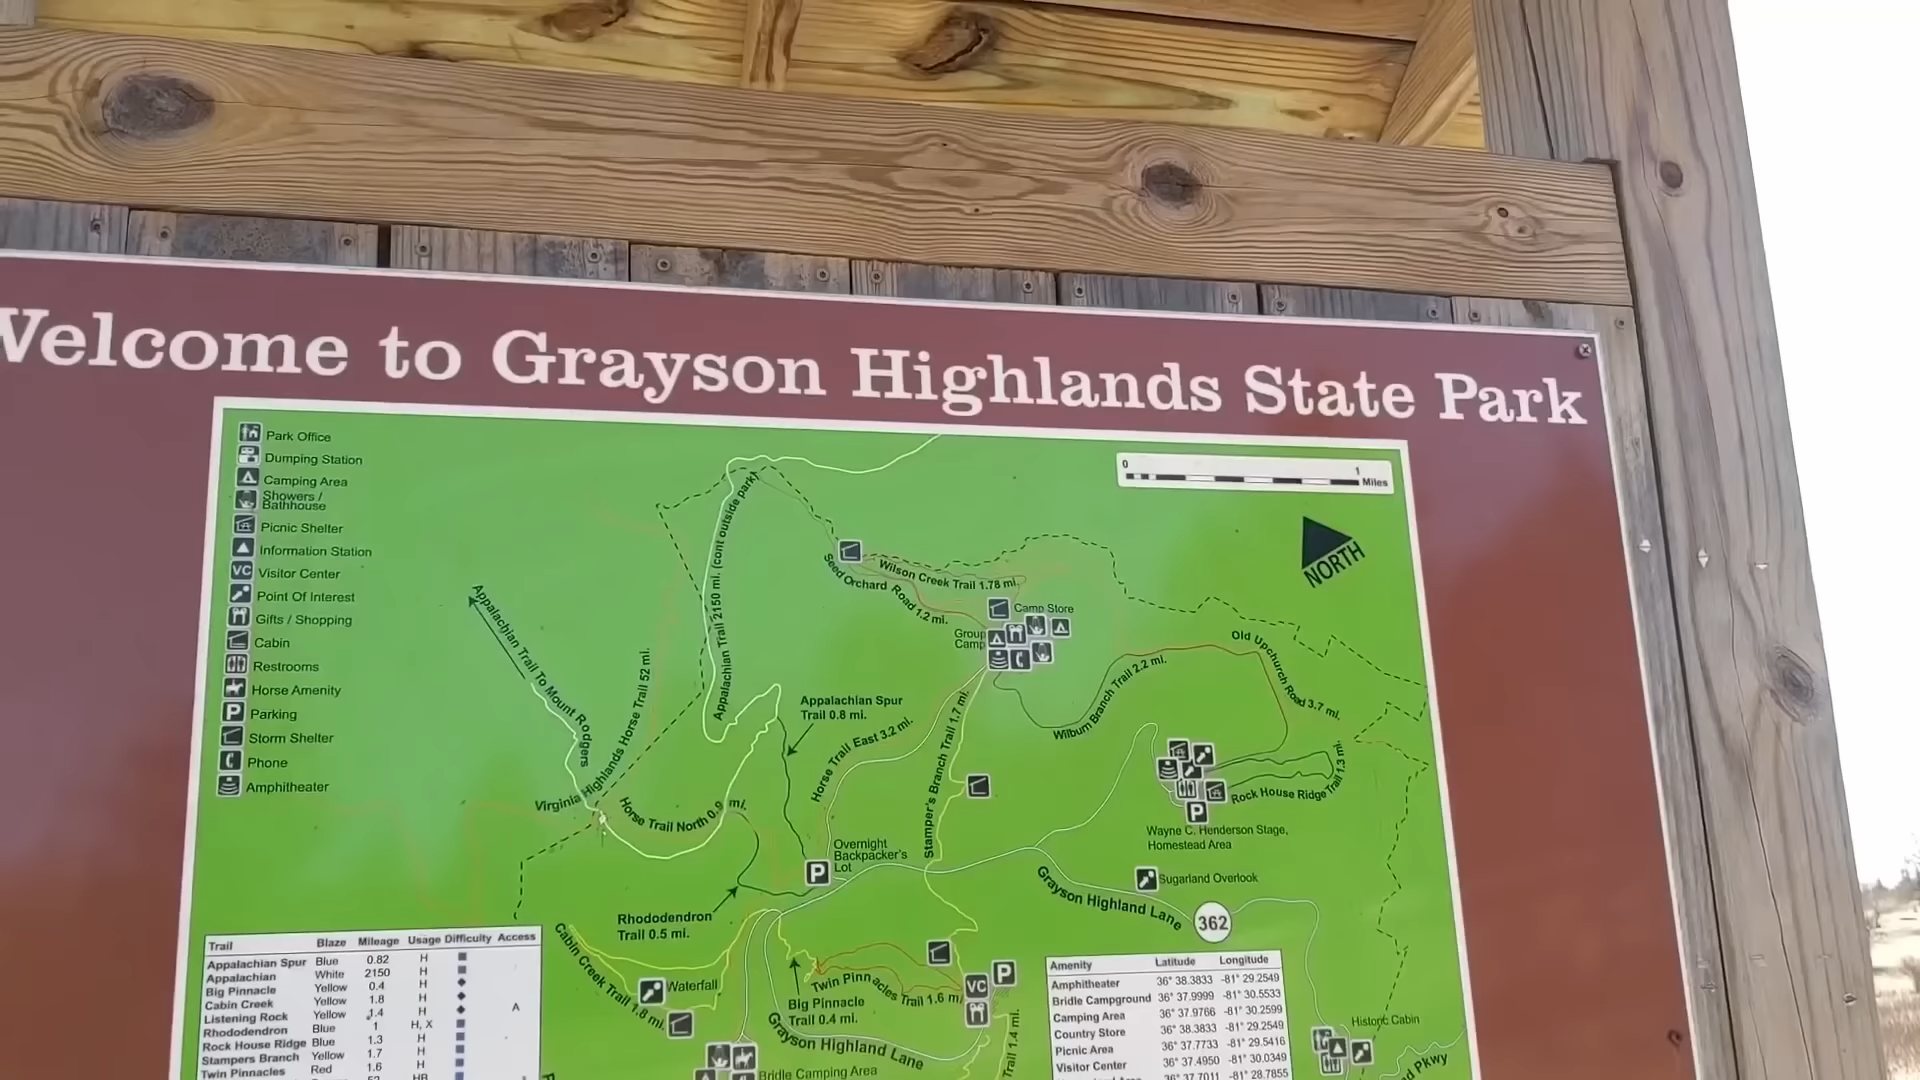 Welcome to Grayson Highlands State Park
Park Office
Dumping Station
Camping Area
Showers /
Bathhouse
Picnic Shelter
Information Station
VC Visitor Center
Point Of Interest
Gifts / Shopping
Cabin
Restrooms
Horse Amenity
P Parking
Storm Shelter
Phone
Amphitheater
0 1
Miles
NORTH
Appalachian Trail 2150 mi. (cont outside park)
Wilson Creek Trail 1.78 mi.
Seed Orchard Road 1.2 mi.
Camp Store
Group
Camp
Old Upchurch Road 3.7 mi.
Appalachian Trail To Mount Rodgers
Virginia Highlands Horse Trail 52 mi.
Appalachian Spur
Trail 0.8 mi.
Horse Trail East 3.2 mi.
Stamper's Branch Trail 1.7 mi.
Wilburn Branch Trail 2.2 mi.
Horse Trail North 0.9 mi.
Rock House Ridge Trail 1.3 mi.
P
Wayne C. Henderson Stage,
Homestead Area
Overnight
Backpacker's
P Lot
Sugarland Overlook
Grayson Highland Lane
362
Rhododendron
Trail 0.5 mi.
Cabin Creek Trail 1.8 mi.
Waterfall
Twin Pinnacles Trail 1.6 mi.
VC P
Big Pinnacle
Trail 0.4 mi.
Grayson Highland Lane
Trail 1.4 mi.
Bridle Camping Area
Historic Cabin
Pkwy
Trail Blaze Mileage Usage Difficulty Access
Appalachian Spur Blue 0.82 H
Appalachian White 2150 H
Big Pinnacle Yellow 0.4 H
Cabin Creek Yellow 1.8 H A
Listening Rock Yellow 1.4 H
Rhododendron Blue 1 H, X
Rock House Ridge Blue 1.3 H
Stampers Branch Yellow 1.7 H
Twin Pinnacles Red 1.6 H
Amenity Latitude Longitude
Amphitheater 36° 38.3833 -81° 29.2549
Bridle Campground 36° 37.9999 -81° 30.5533
Camping Area 36° 37.9766 -81° 30.2599
Country Store 36° 38.3833 -81° 29.2549
Picnic Area 36° 37.7733 -81° 29.5416
Visitor Center 36° 37.4950 -81° 30.0349
36° 37.7011 -81° 28.7855